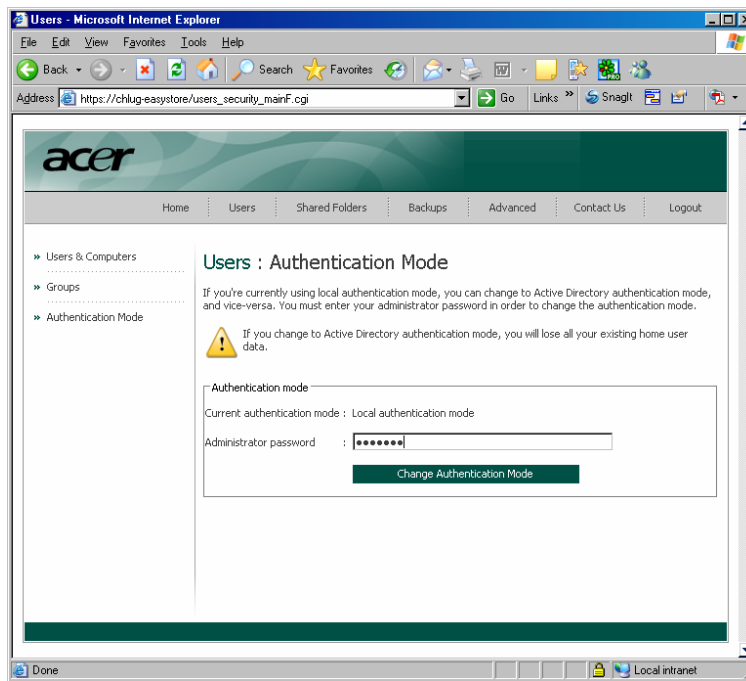 Users - Microsoft Internet Explorer
File Edit View Favorites Tools Help
Back Search Favorites
Address https://chlug-easystore/users_security_mainF.cgi Go Links » SnagIt
acer
Home Users Shared Folders Backups Advanced Contact Us Logout
» Users & Computers
» Groups
» Authentication Mode
Users : Authentication Mode
If you're currently using local authentication mode, you can change to Active Directory authentication mode,
and vice-versa. You must enter your administrator password in order to change the authentication mode.
If you change to Active Directory authentication mode, you will lose all your existing home user
data.
Authentication mode
Current authentication mode : Local authentication mode
Administrator password : •••••••
Change Authentication Mode
Done Local intranet